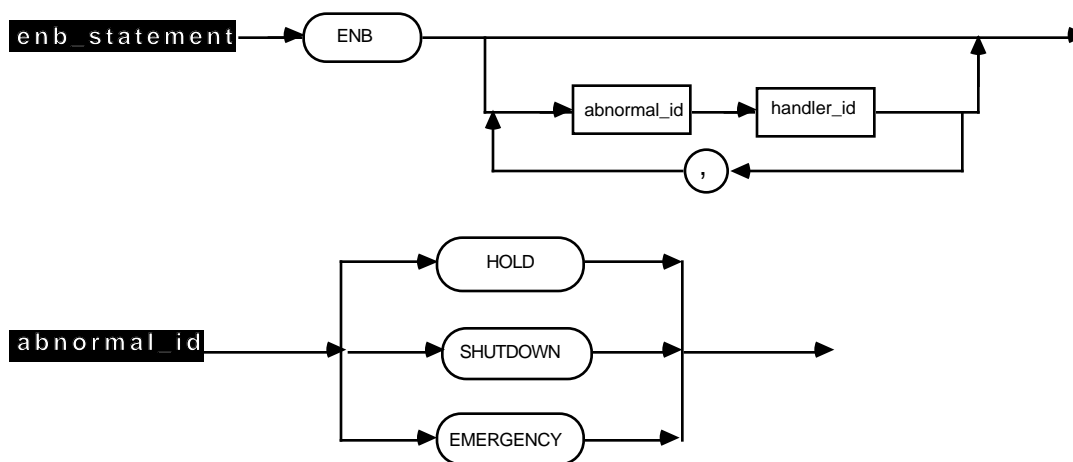 enb_statement
ENB
abnormal_id
handler_id
,
HOLD
abnormal_id
SHUTDOWN
EMERGENCY